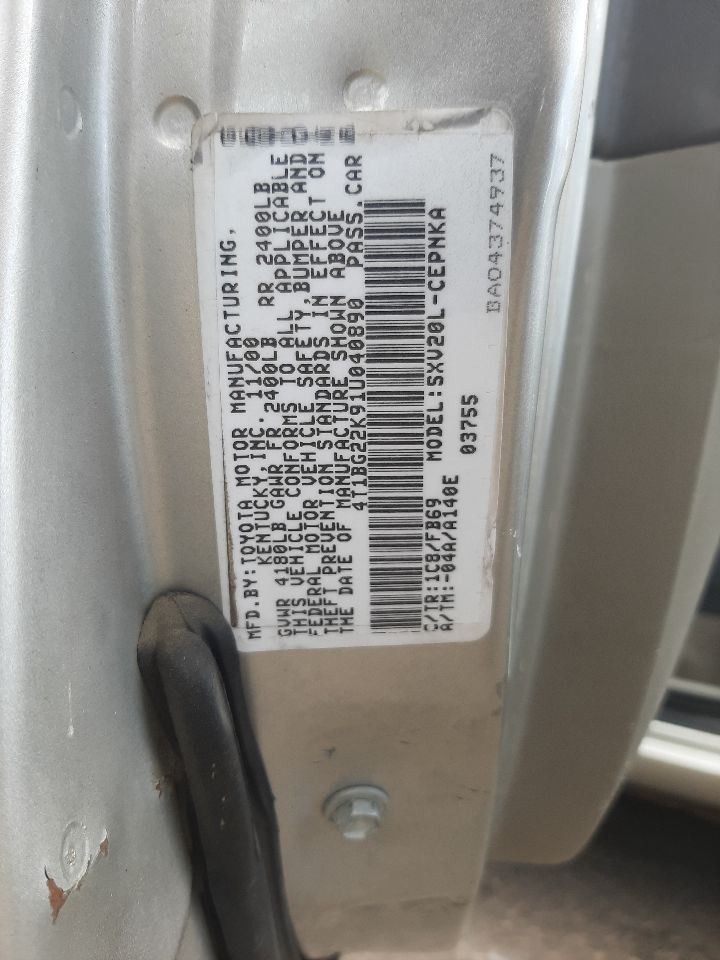 MFD.BY:TOYOTA MOTOR MANUFACTURING,
KENTUCKY,INC. 11/00
GVWR 4180LB GAWR FR 2400LB RR 2400LB
THIS VEHICLE CONFORMS TO ALL APPLICABLE
FEDERAL MOTOR VEHICLE SAFETY,BUMPER AND
THEFT PREVENTION STANDARDS IN EFFECT ON
THE DATE OF MANUFACTURE SHOWN ABOVE
4T1BG22K91U040890 PASS.CAR
C/TR:1C8/FB69 MODEL:SXV20L-CEPNKA
A/TM:-04A/A140E 03755
BA04374937